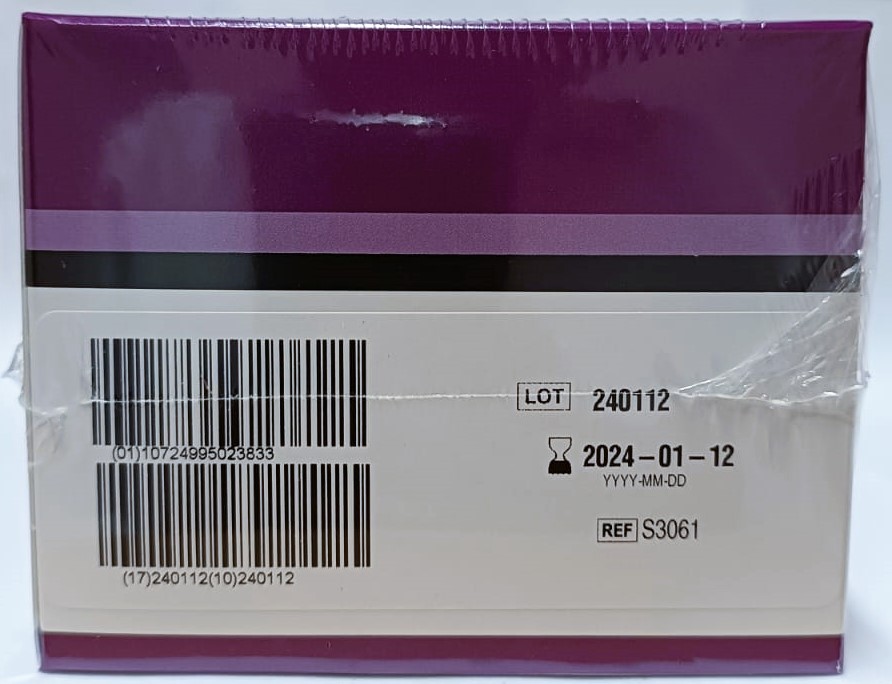 (01)10724995023833
(17)240112(10)240112
LOT 240112
2024-01-12
YYYY-MM-DD
REF S3061